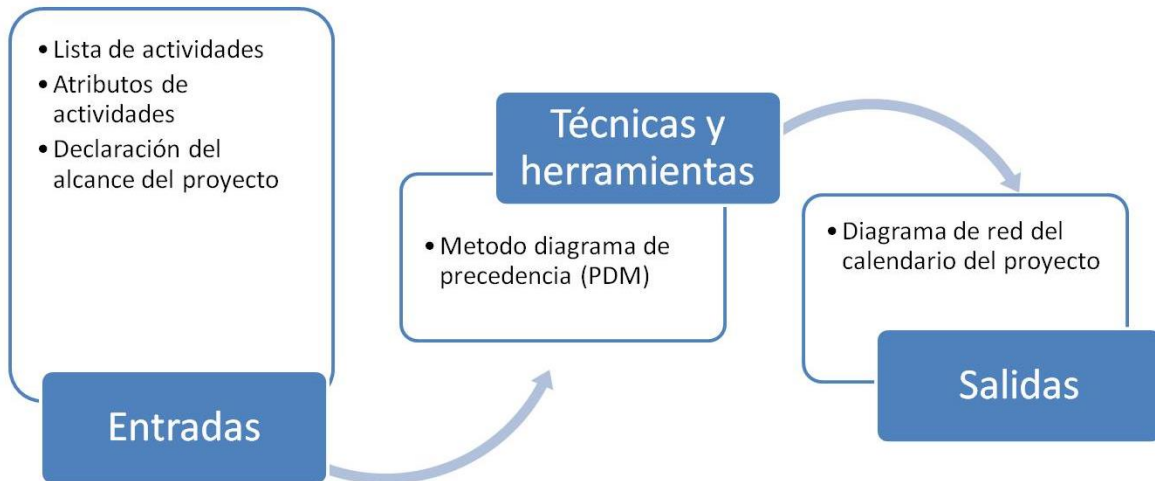 • Lista de actividades
• Atributos de
actividades
• Declaración del
alcance del proyecto
Entradas
Técnicas y
herramientas
• Metodo diagrama de
precedencia (PDM)
• Diagrama de red del
calendario del proyecto
Salidas